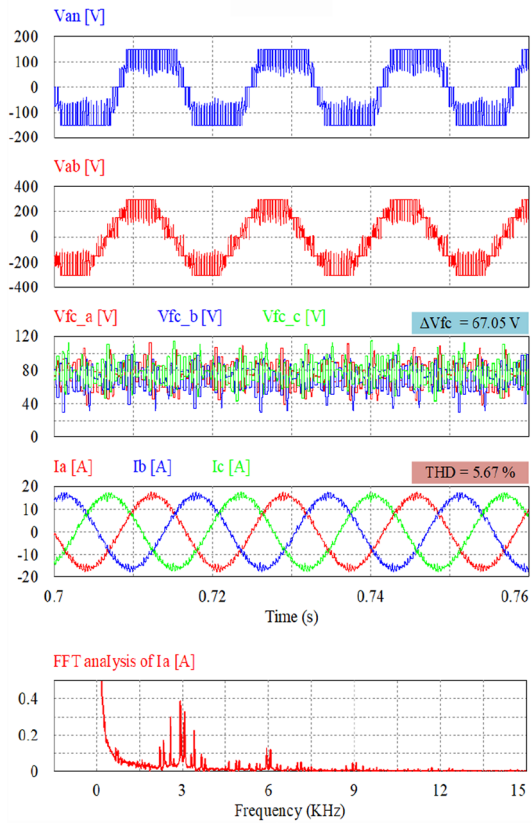 Van [V]
200
100
0
-100
-200
Vab [V]
400
200
0
-200
-400
Vfc_a [V] Vfc_b [V] Vfc_c [V] ΔVfc = 67.05 V
120
80
40
0
Ia [A] Ib [A] Ic [A] THD = 5.67 %
20
10
0
-10
-20
0.7 0.72 0.74 0.76
Time (s)
FFT analysis of Ia [A]
0.4
0.2
0
0 3 6 9 12 15
Frequency (KHz)